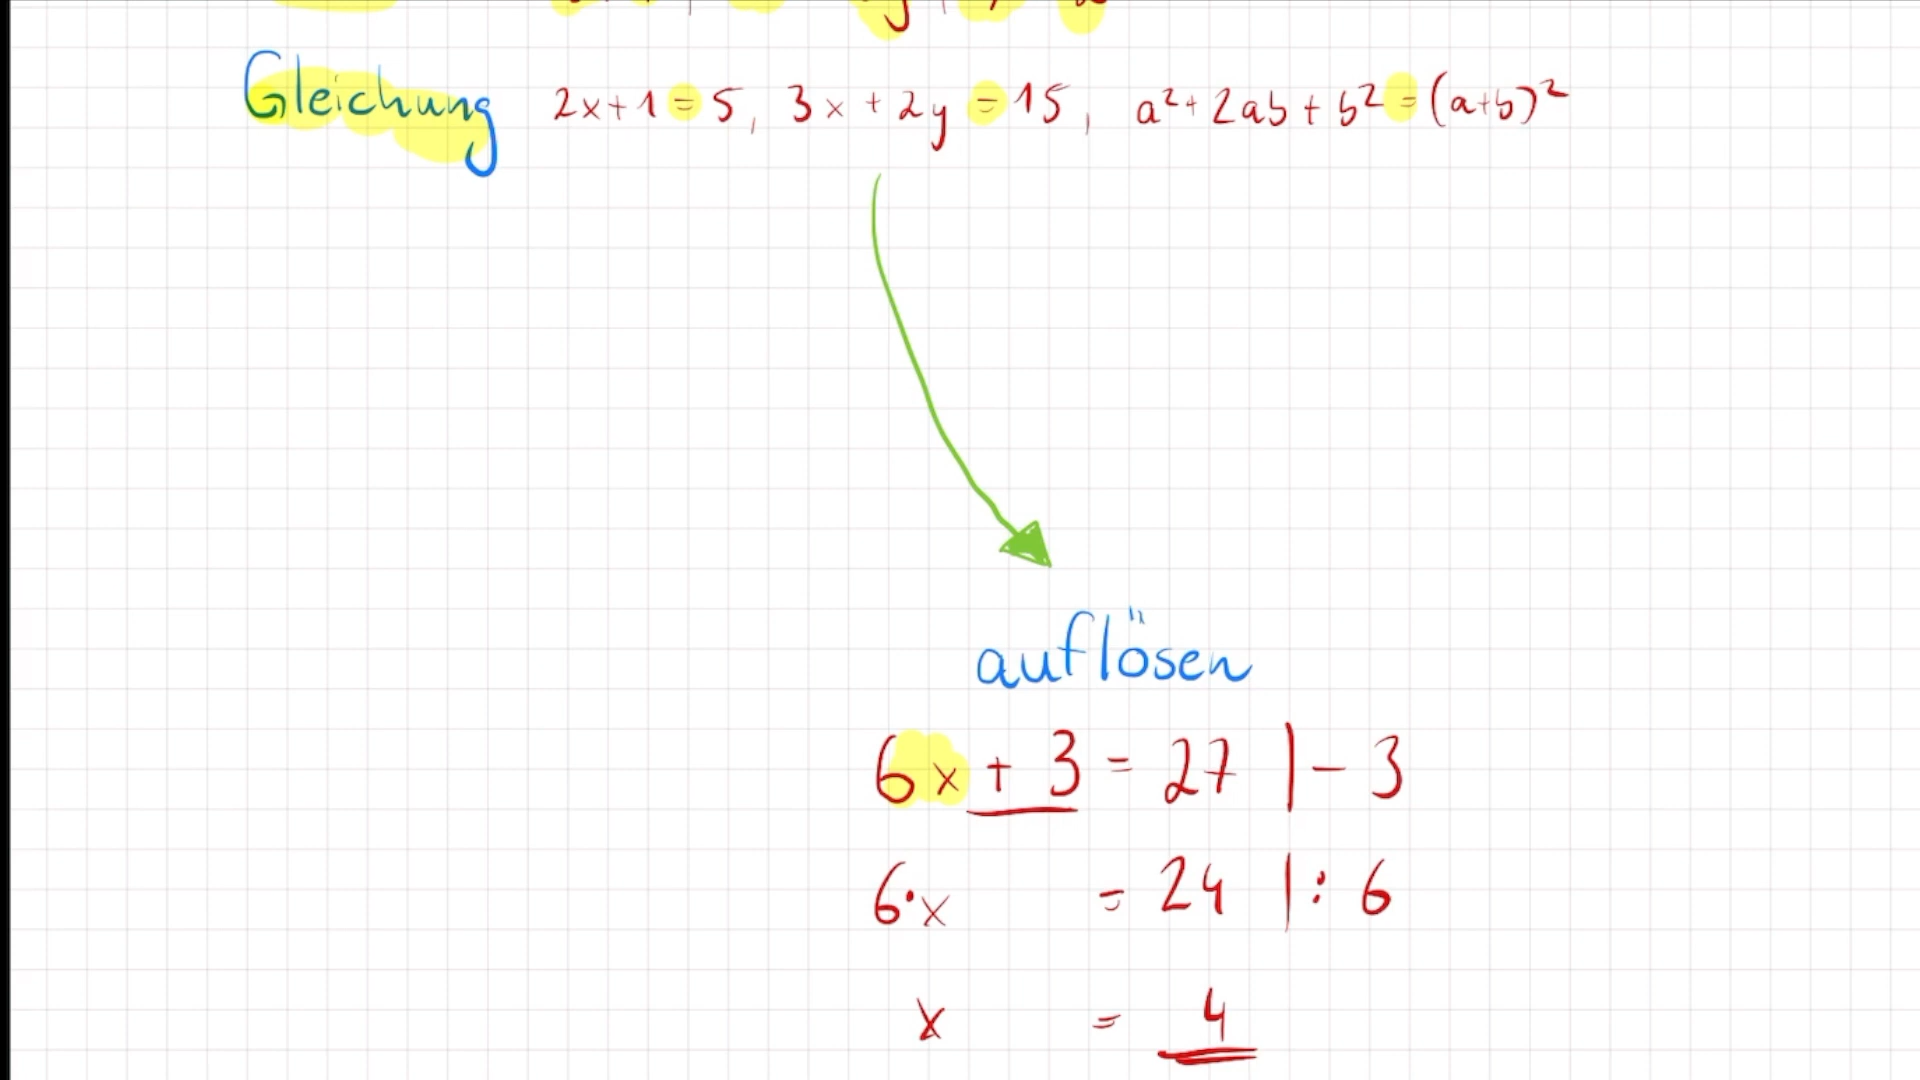 Gleichung 2x+1=5, 3x+2y=15, a²+2ab+b²=(a+b)²
auflösen
6x+3=27 |-3
6·x =24 |:6
x = 4